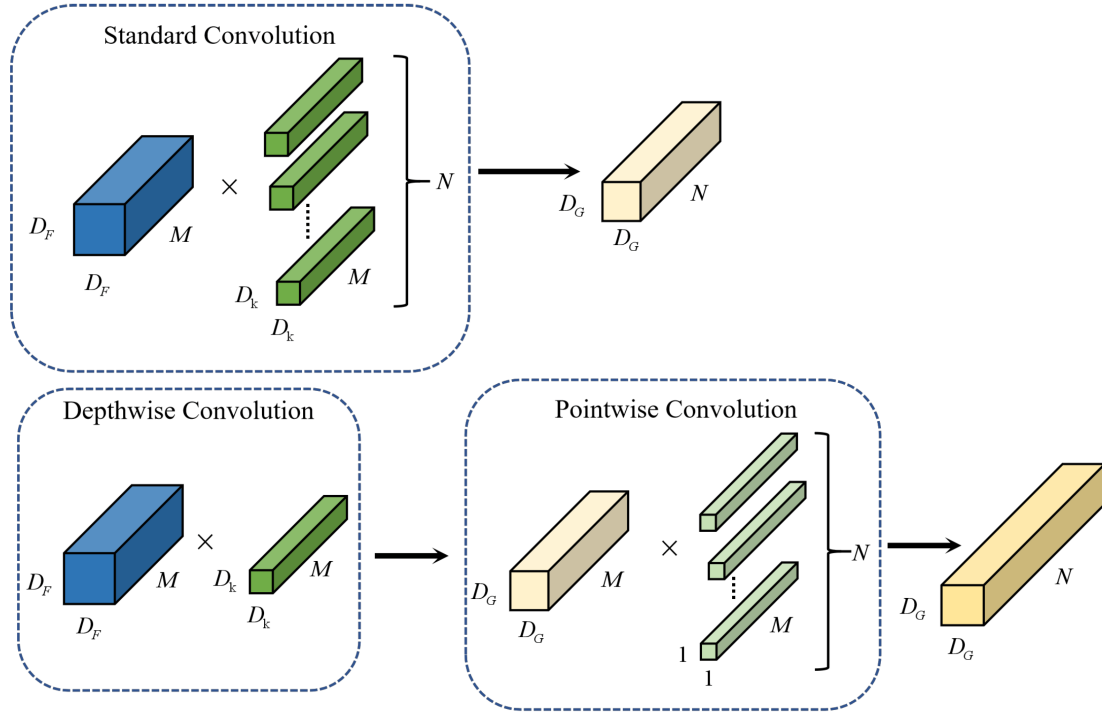 Standard Convolution
×
N
D_F
M
D_F
D_k
M
D_k
D_G
N
D_G
Depthwise Convolution
×
D_F
M
D_F
D_k
M
D_k
Pointwise Convolution
×
N
D_G
M
D_G
M
1
1
D_G
N
D_G